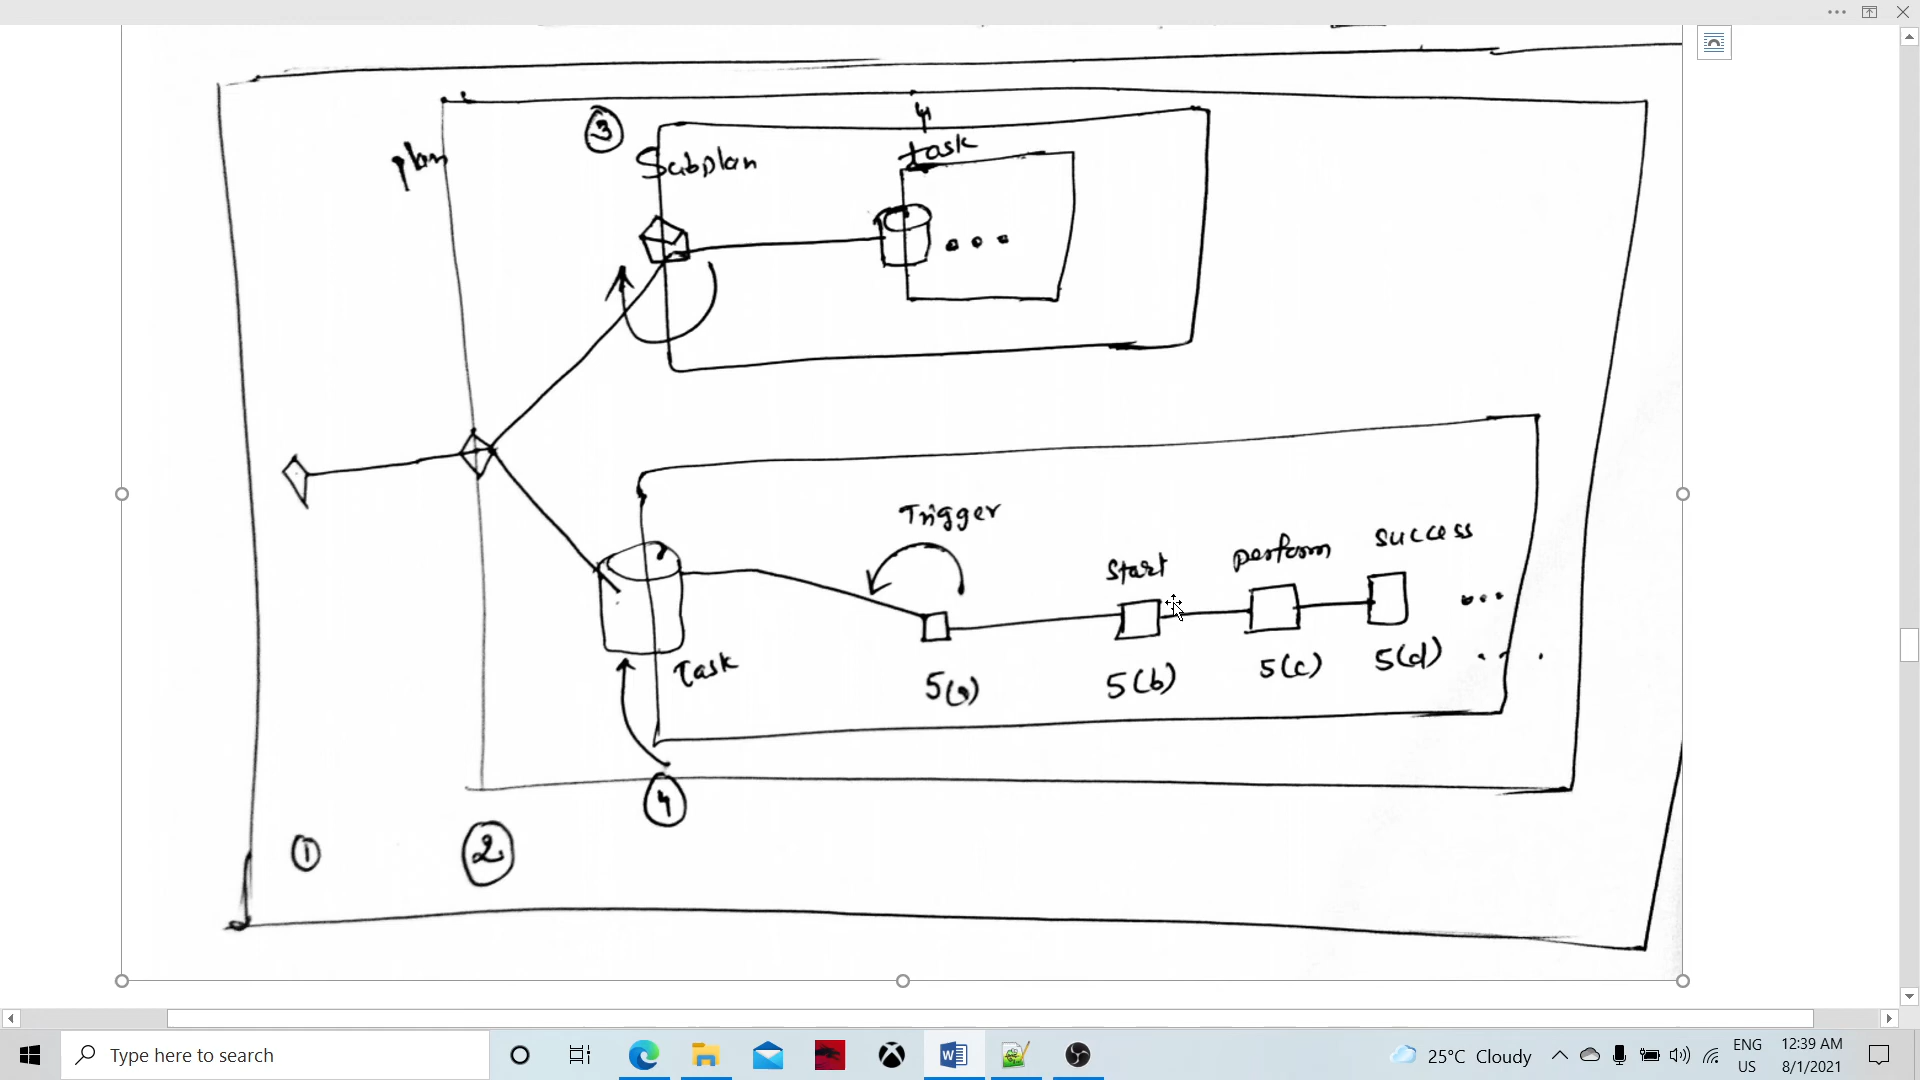 4
3
plan
Subplan
task
Trigger
Start
perform
success
Task
5(a)
5(b)
5(c)
5(d)
4
1
2
Type here to search
25°C Cloudy
ENG
US
12:39 AM
8/1/2021